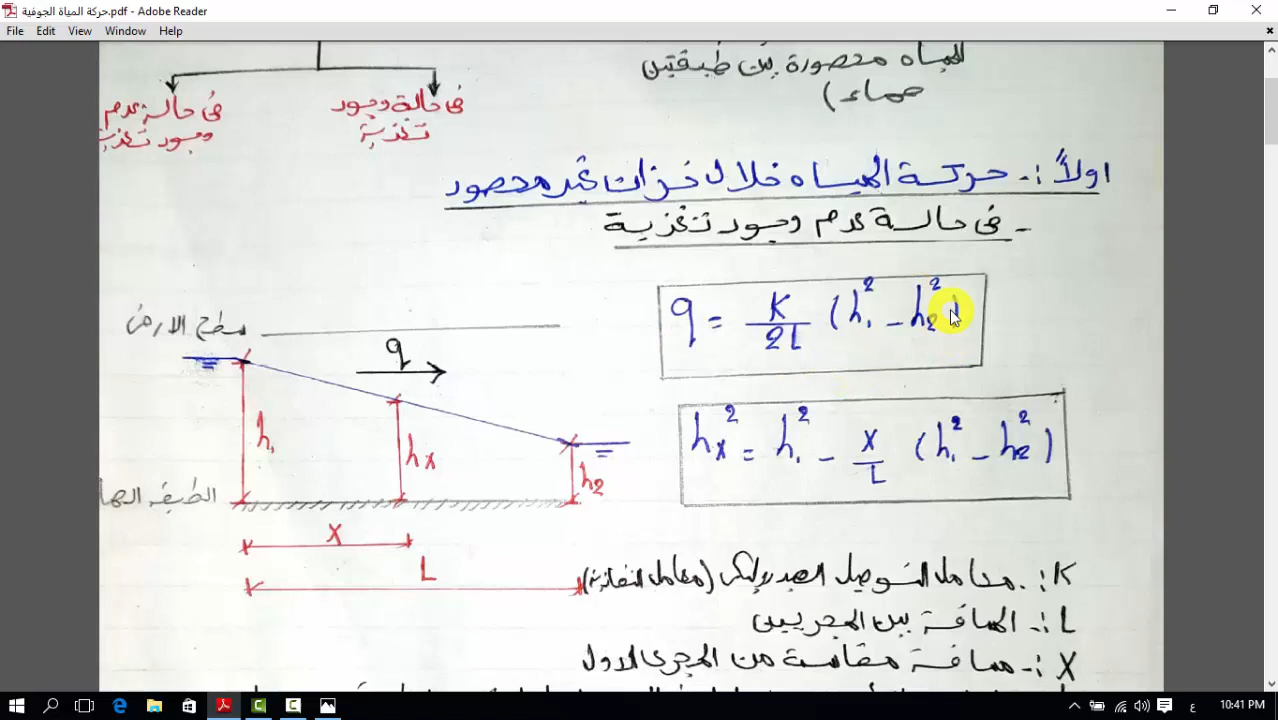 حركة المياة الجوفية.pdf - Adobe Reader
File Edit View Window Help
المياه محصورة بين طبقتين
صماء)
فى حالة وجود
تغذية
فى حالة عدم
وجود تغذية
اولاً :- حركة المياه خلال خزان غير محصور
- فى حالة عدم وجود تغذية
q = K/2L (h₁² - h₂²)
hx² = h₁² - X/L (h₁² - h₂²)
سطح الارض
q
h₁
hx
h₂
X
L
K :- معامل التوصيل الهيدروليكى (معامل النفاذية)
L :- المسافة بين المجريين
X :- مسافة مقاسة من المجرى الاول
ع
10:41 PM